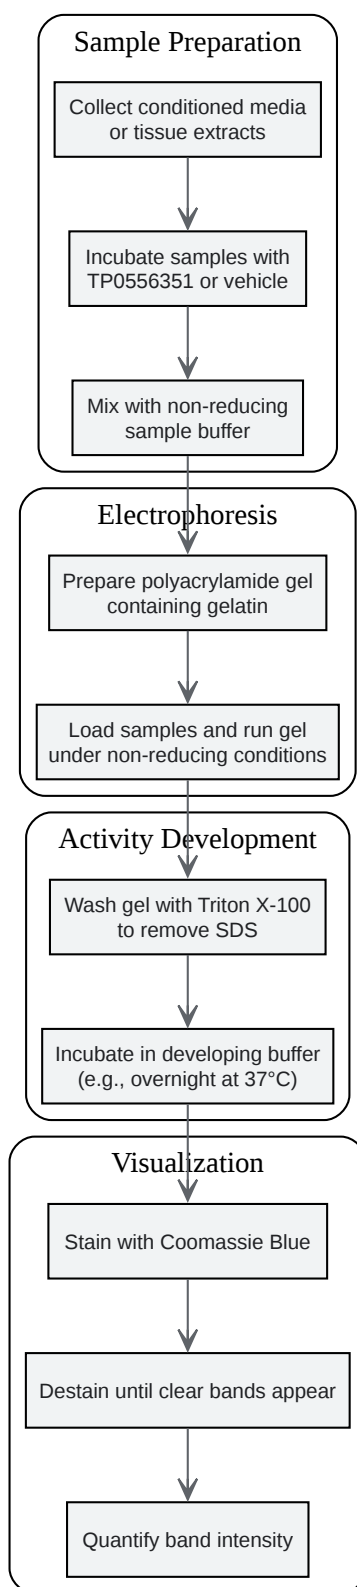 Sample Preparation
Collect conditioned media
or tissue extracts
Incubate samples with
TP0556351 or vehicle
Mix with non-reducing
sample buffer
Electrophoresis
Prepare polyacrylamide gel
containing gelatin
Load samples and run gel
under non-reducing conditions
Activity Development
Wash gel with Triton X-100
to remove SDS
Incubate in developing buffer
(e.g., overnight at 37°C)
Visualization
Stain with Coomassie Blue
Destain until clear bands appear
Quantify band intensity